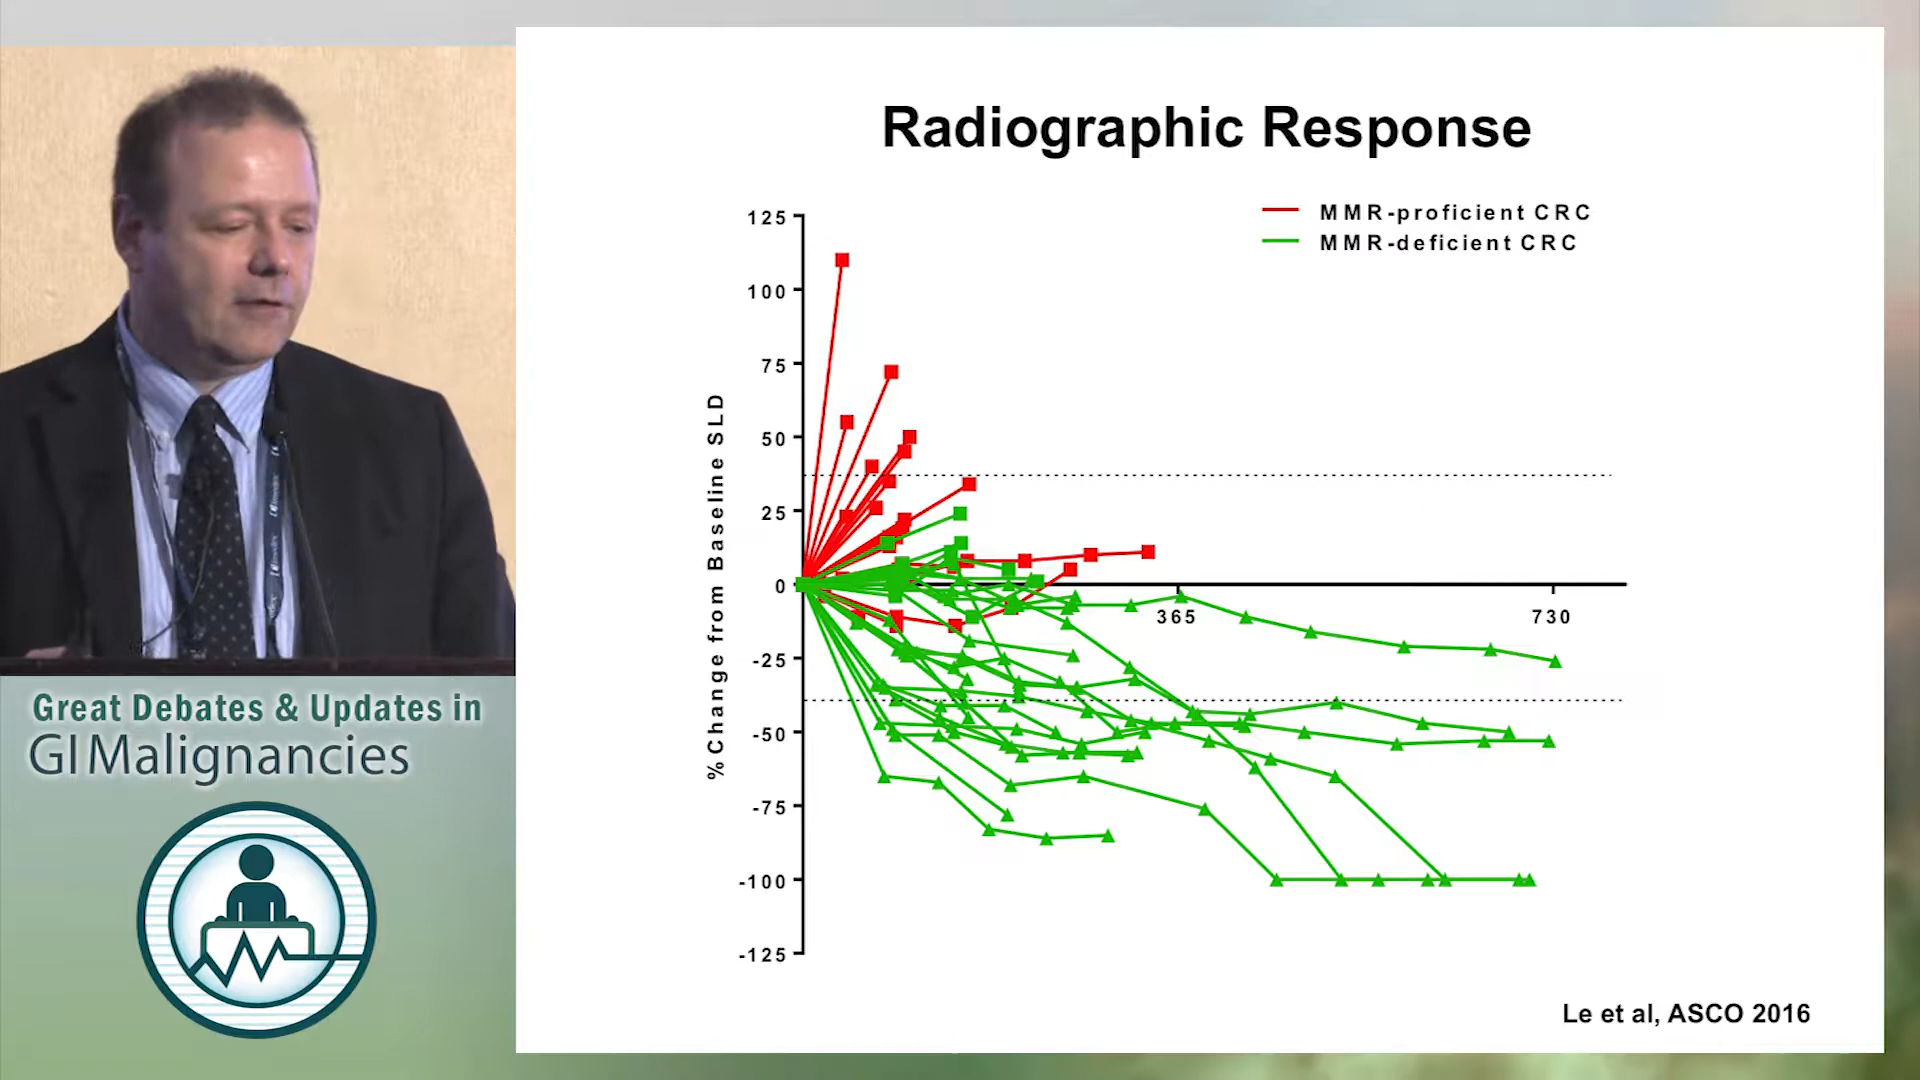 Radiographic Response
MMR-proficient CRC
MMR-deficient CRC
% Change from Baseline SLD
125
100
75
50
25
0
-25
-50
-75
-100
-125
365
730
Le et al, ASCO 2016
Great Debates & Updates in
GI Malignancies